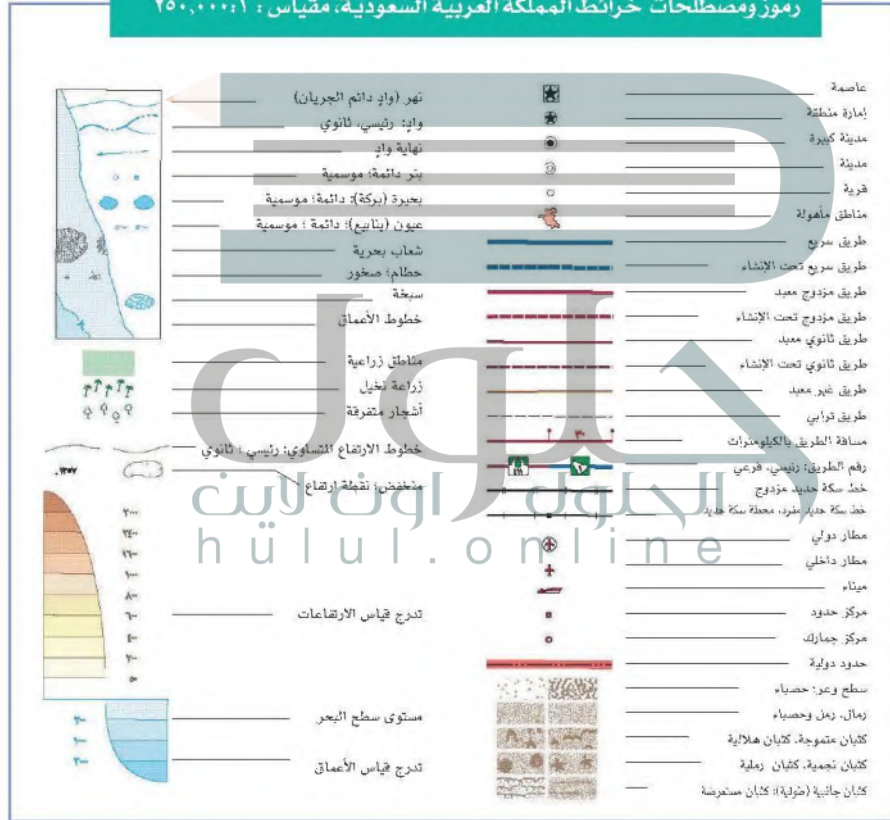 رموز ومصطلحات خرائط المملكة العربية السعودية، مقياس : ١:٢٥٠,٠٠٠
عاصمة
إمارة منطقة
مدينة كبيرة
مدينة
قرية
مناطق مأهولة
طريق سريع
طريق سريع تحت الإنشاء
طريق مزدوج معبد
طريق مزدوج تحت الإنشاء
طريق ثانوي معبد
طريق ثانوي تحت الإنشاء
طريق غير معبد
طريق ترابي
مسافة الطريق بالكيلومترات
٣٠
رقم الطريق: رئيسي، فرعي
خط سكة حديد مزدوج
خط سكة حديد مفرد، محطة سكة حديد
مطار دولي
مطار داخلي
ميناء
مركز حدود
مركز جمارك
حدود دولية
سطح وعر؛ حصباء
رمال، رمل وحصباء
كثبان متموجة، كثبان هلالية
كثبان نجمية، كثبان رملية
كثبان جانبية (طولية)؛ كثبان مستعرضة
نهر (وادٍ دائم الجريان)
وادٍ: رئيسي، ثانوي
نهاية وادٍ
بئر دائمة؛ موسمية
بحيرة (بركة)؛ دائمة؛ موسمية
عيون (ينابيع)؛ دائمة ؛ موسمية
شعاب بحرية
حطام؛ صخور
سبخة
خطوط الأعماق
مناطق زراعية
زراعة نخيل
أشجار متفرقة
خطوط الارتفاع المتساوي: رئيسي ؛ ثانوي
منخفض؛ نقطة ارتفاع
تدرج قياس الارتفاعات
٨٠٠
٦٠٠
٢٠٠
مستوى سطح البحر
تدرج قياس الأعماق
حلول
الحلول اون لاين
hulul.online